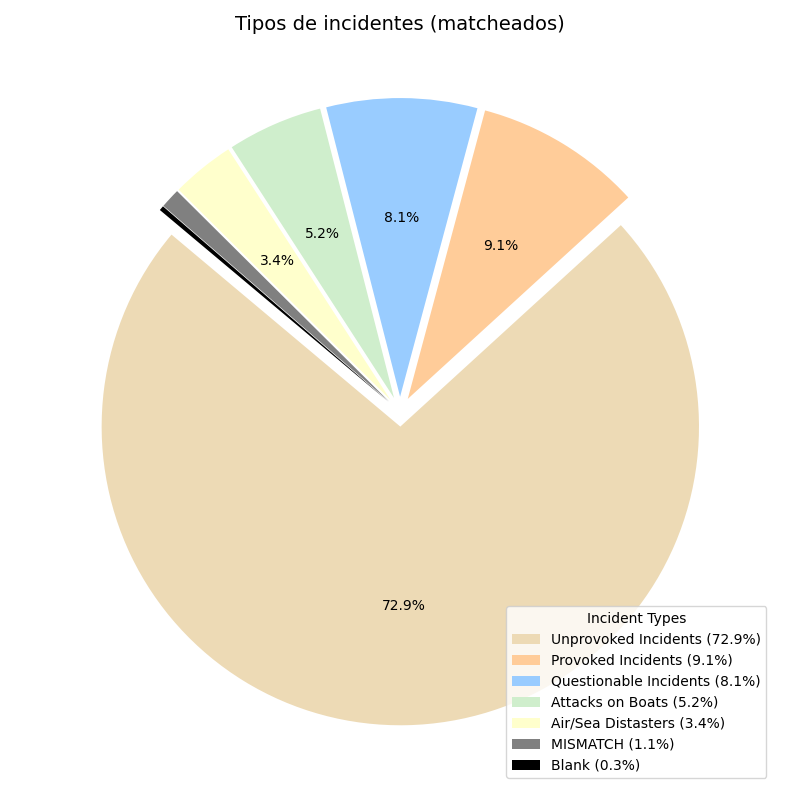 Tipos de incidentes (matcheados)
8.1%
5.2%
9.1%
3.4%
72.9%
Incident Types
Unprovoked Incidents (72.9%)
Provoked Incidents (9.1%)
Questionable Incidents (8.1%)
Attacks on Boats (5.2%)
Air/Sea Distasters (3.4%)
MISMATCH (1.1%)
Blank (0.3%)